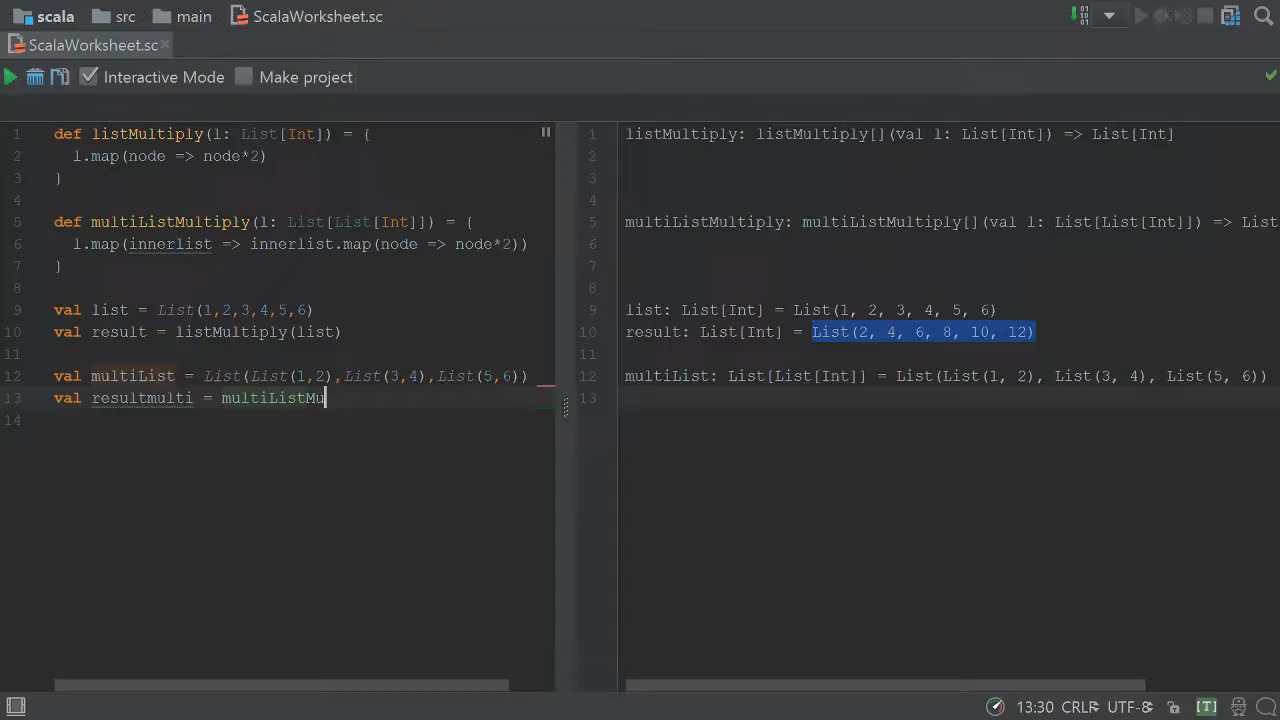 scala src main ScalaWorksheet.sc
ScalaWorksheet.sc
Interactive Mode Make project
1 def listMultiply(l: List[Int]) = {
2 l.map(node => node*2)
3 }
4
5 def multiListMultiply(l: List[List[Int]]) = {
6 l.map(innerlist => innerlist.map(node => node*2))
7 }
8
9 val list = List(1,2,3,4,5,6)
10 val result = listMultiply(list)
11
12 val multiList = List(List(1,2),List(3,4),List(5,6))
13 val resultmulti = multiListMu
14
1 listMultiply: listMultiply[](val l: List[Int]) => List[Int]
2
3
4
5 multiListMultiply: multiListMultiply[](val l: List[List[Int]]) => List
6
7
8
9 list: List[Int] = List(1, 2, 3, 4, 5, 6)
10 result: List[Int] = List(2, 4, 6, 8, 10, 12)
11
12 multiList: List[List[Int]] = List(List(1, 2), List(3, 4), List(5, 6))
13
13:30 CRLF UTF-8 [T]